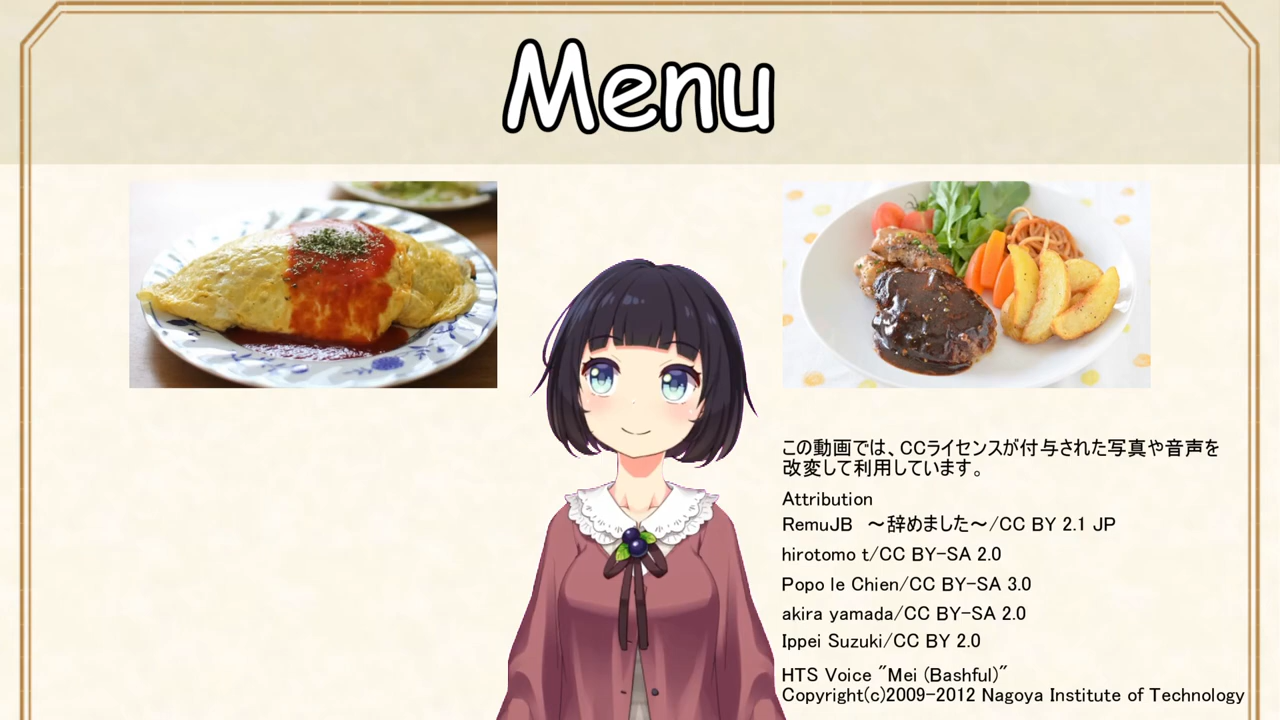 Menu
この動画では、CCライセンスが付与された写真や音声を
改変して利用しています。
Attribution
RemuJB　～辞めました～/CC BY 2.1 JP
hirotomo t/CC BY-SA 2.0
Popo le Chien/CC BY-SA 3.0
akira yamada/CC BY-SA 2.0
Ippei Suzuki/CC BY 2.0
HTS Voice "Mei (Bashful)"
Copyright(c)2009-2012 Nagoya Institute of Technology